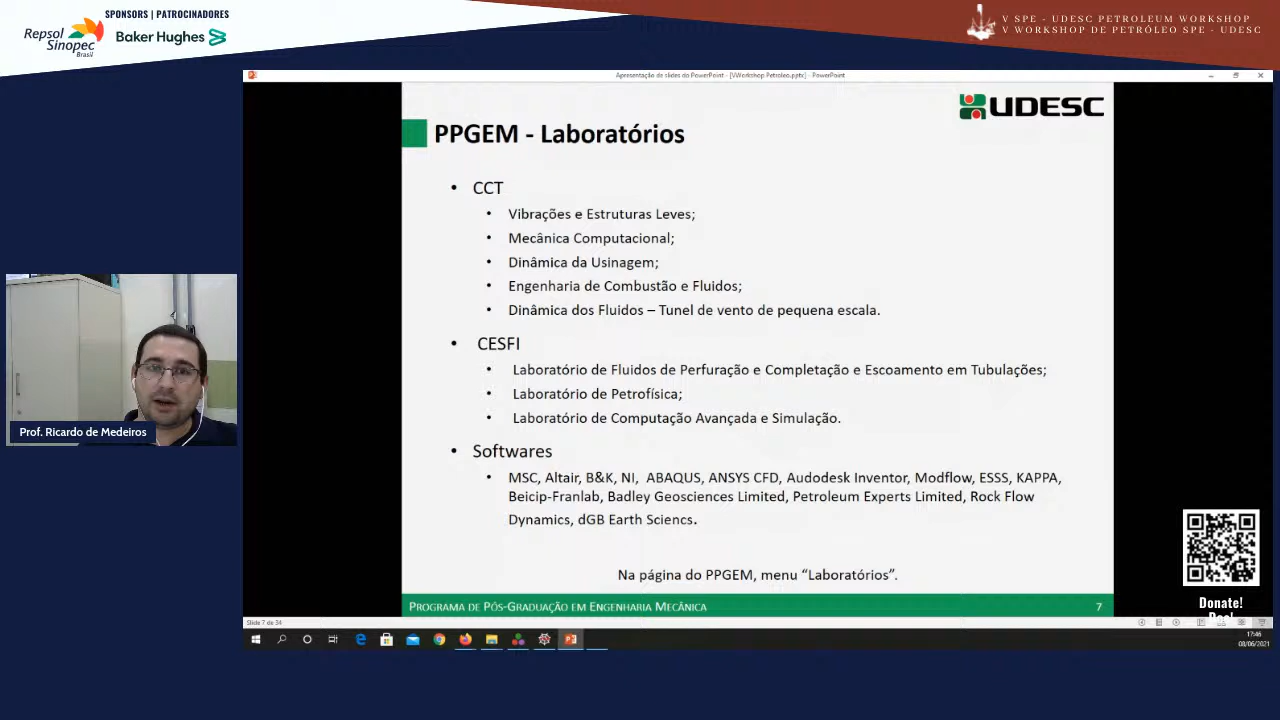 SPONSORS | PATROCINADORES
Repsol
Sinopec
Brasil
Baker Hughes
V SPE - UDESC PETROLEUM WORKSHOP
V WORKSHOP DE PETRÓLEO SPE - UDESC
Apresentação de slides do PowerPoint - [VWorkshop Petroleo.pptx] - PowerPoint
UDESC
PPGEM - Laboratórios
• CCT
• Vibrações e Estruturas Leves;
• Mecânica Computacional;
• Dinâmica da Usinagem;
• Engenharia de Combustão e Fluidos;
• Dinâmica dos Fluidos – Tunel de vento de pequena escala.
• CESFI
• Laboratório de Fluidos de Perfuração e Completação e Escoamento em Tubulações;
• Laboratório de Petrofísica;
• Laboratório de Computação Avançada e Simulação.
• Softwares
• MSC, Altair, B&K, NI, ABAQUS, ANSYS CFD, Audodesk Inventor, Modflow, ESSS, KAPPA,
Beicip-Franlab, Badley Geosciences Limited, Petroleum Experts Limited, Rock Flow
Dynamics, dGB Earth Sciencs.
Na página do PPGEM, menu “Laboratórios”.
PROGRAMA DE PÓS-GRADUAÇÃO EM ENGENHARIA MECÂNICA
7
Slide 7 de 34
17:46
08/06/2021
Prof. Ricardo de Medeiros
Donate!